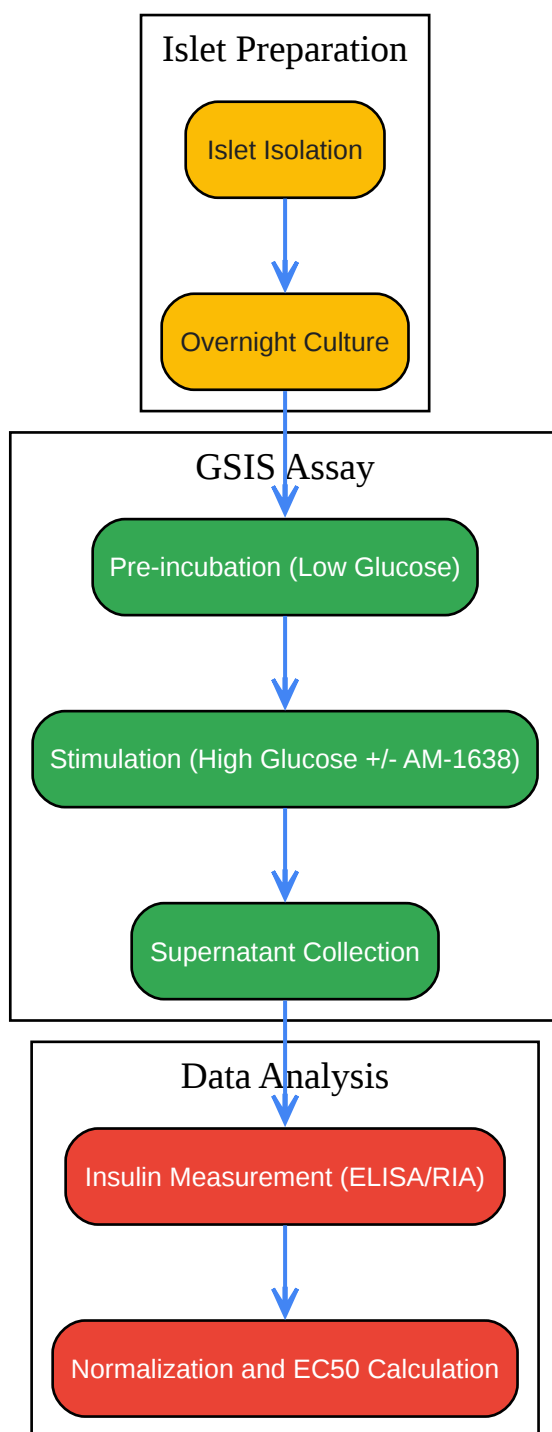 Islet Preparation
Islet Isolation
Overnight Culture
GSIS Assay
Pre-incubation (Low Glucose)
Stimulation (High Glucose +/- AM-1638)
Supernatant Collection
Data Analysis
Insulin Measurement (ELISA/RIA)
Normalization and EC50 Calculation